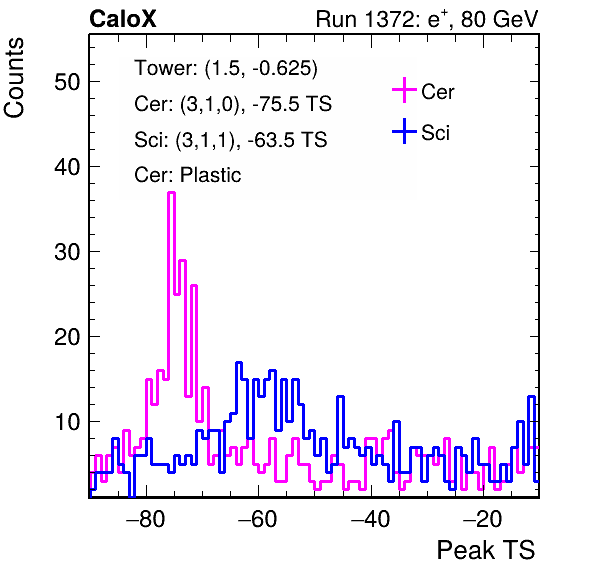 CaloX Run 1372: e⁺, 80 GeV
Counts
Tower: (1.5, -0.625)
Cer: (3,1,0), -75.5 TS
Sci: (3,1,1), -63.5 TS
Cer: Plastic
Cer
Sci
50
40
30
20
10
−80 −60 −40 −20
Peak TS